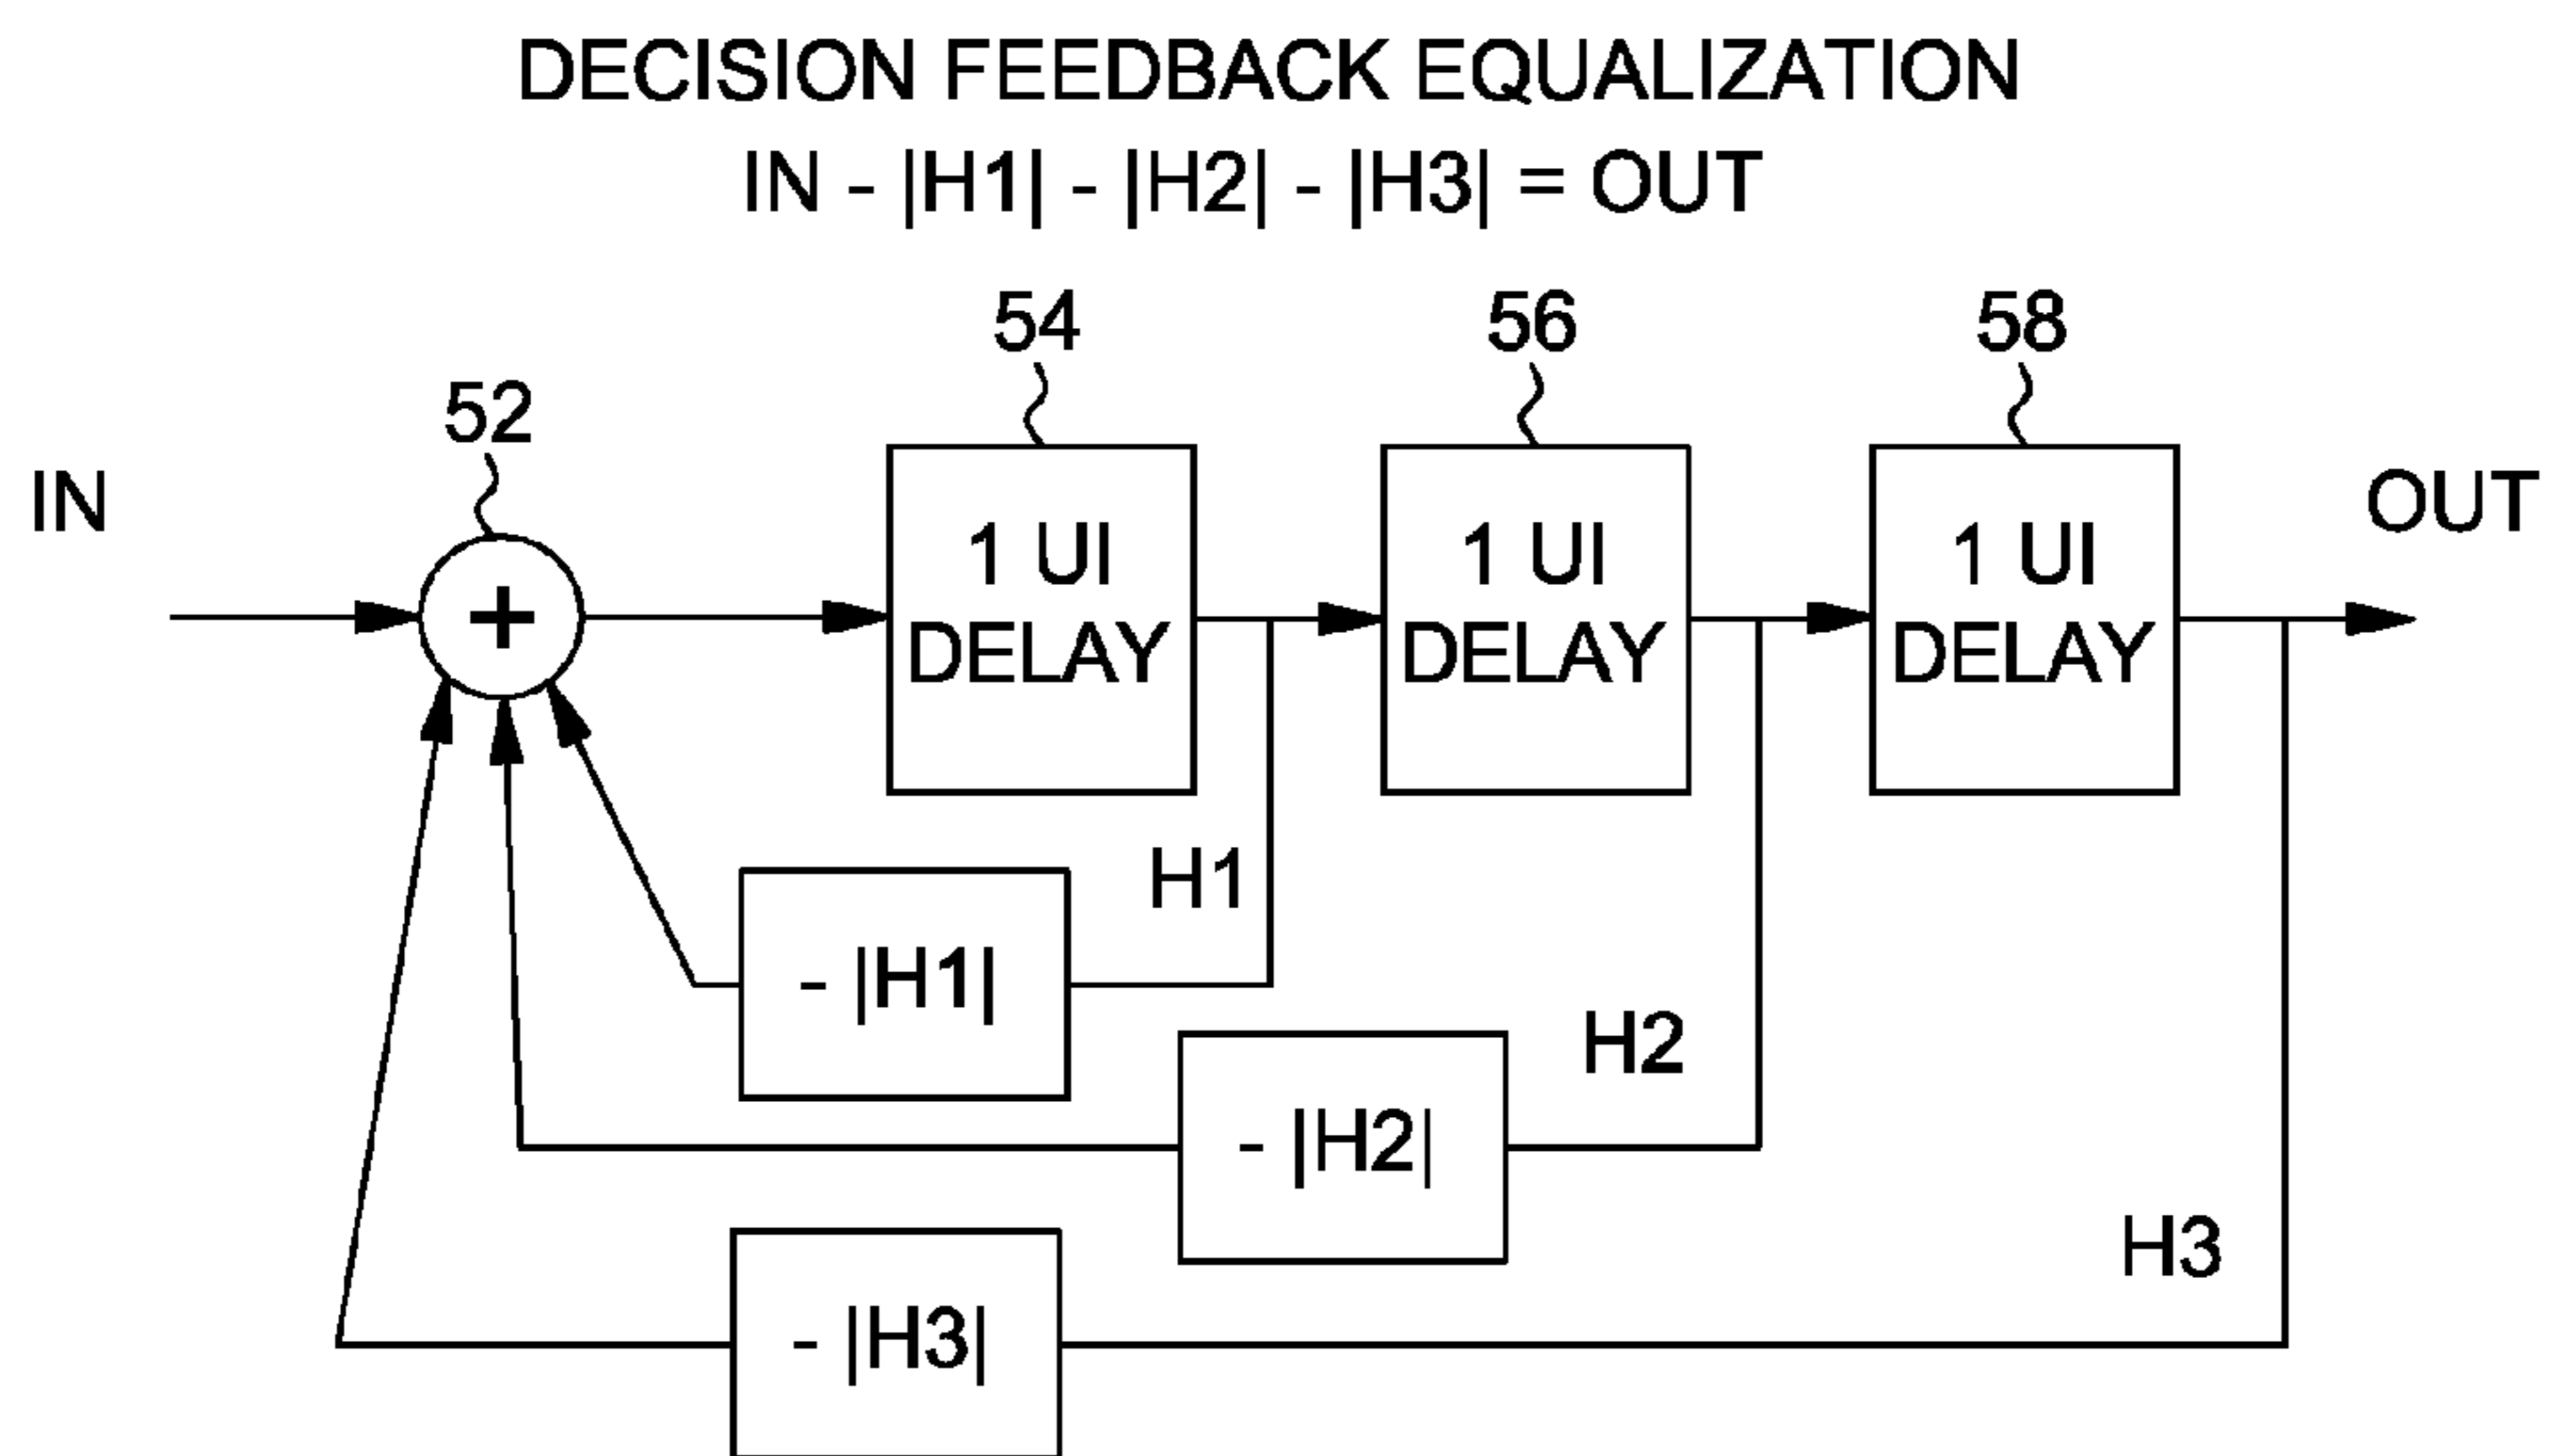 DECISION FEEDBACK EQUALIZATION
IN - |H1| - |H2| - |H3| = OUT
54
56
58
52
IN
OUT
+
1 UI
DELAY
1 UI
DELAY
1 UI
DELAY
H1
- |H1|
H2
- |H2|
H3
- |H3|